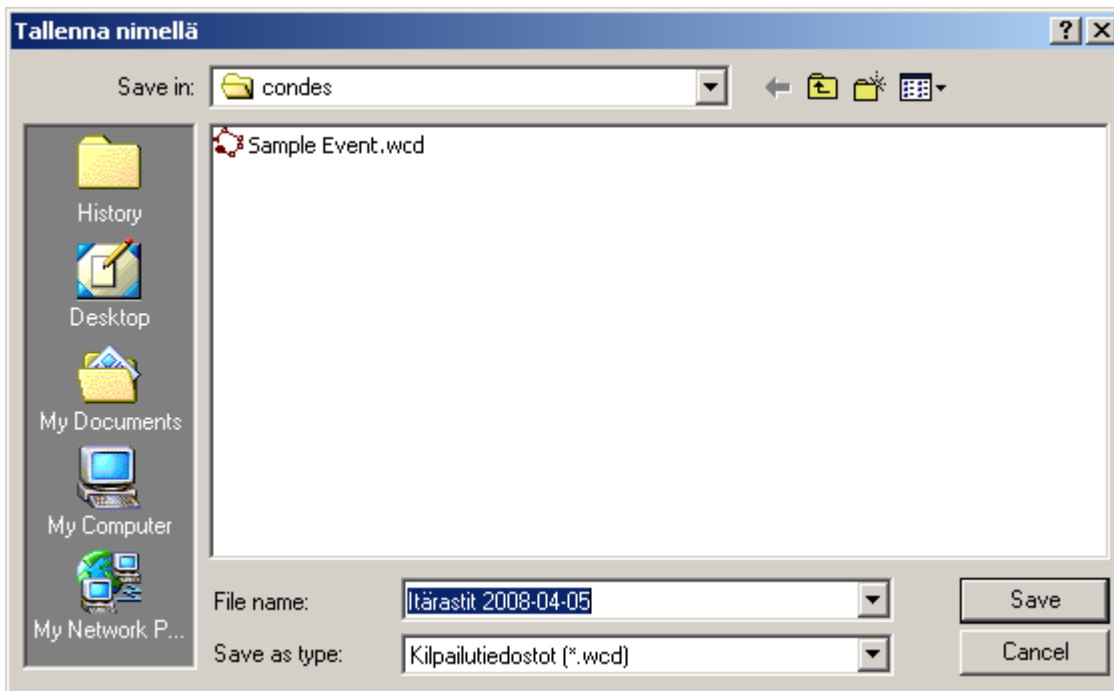 Tallenna nimellä
Save in: condes
Sample Event.wcd
History
Desktop
My Documents
My Computer
My Network P...
File name: Itärastit 2008-04-05 Save
Save as type: Kilpailutiedostot (*.wcd) Cancel